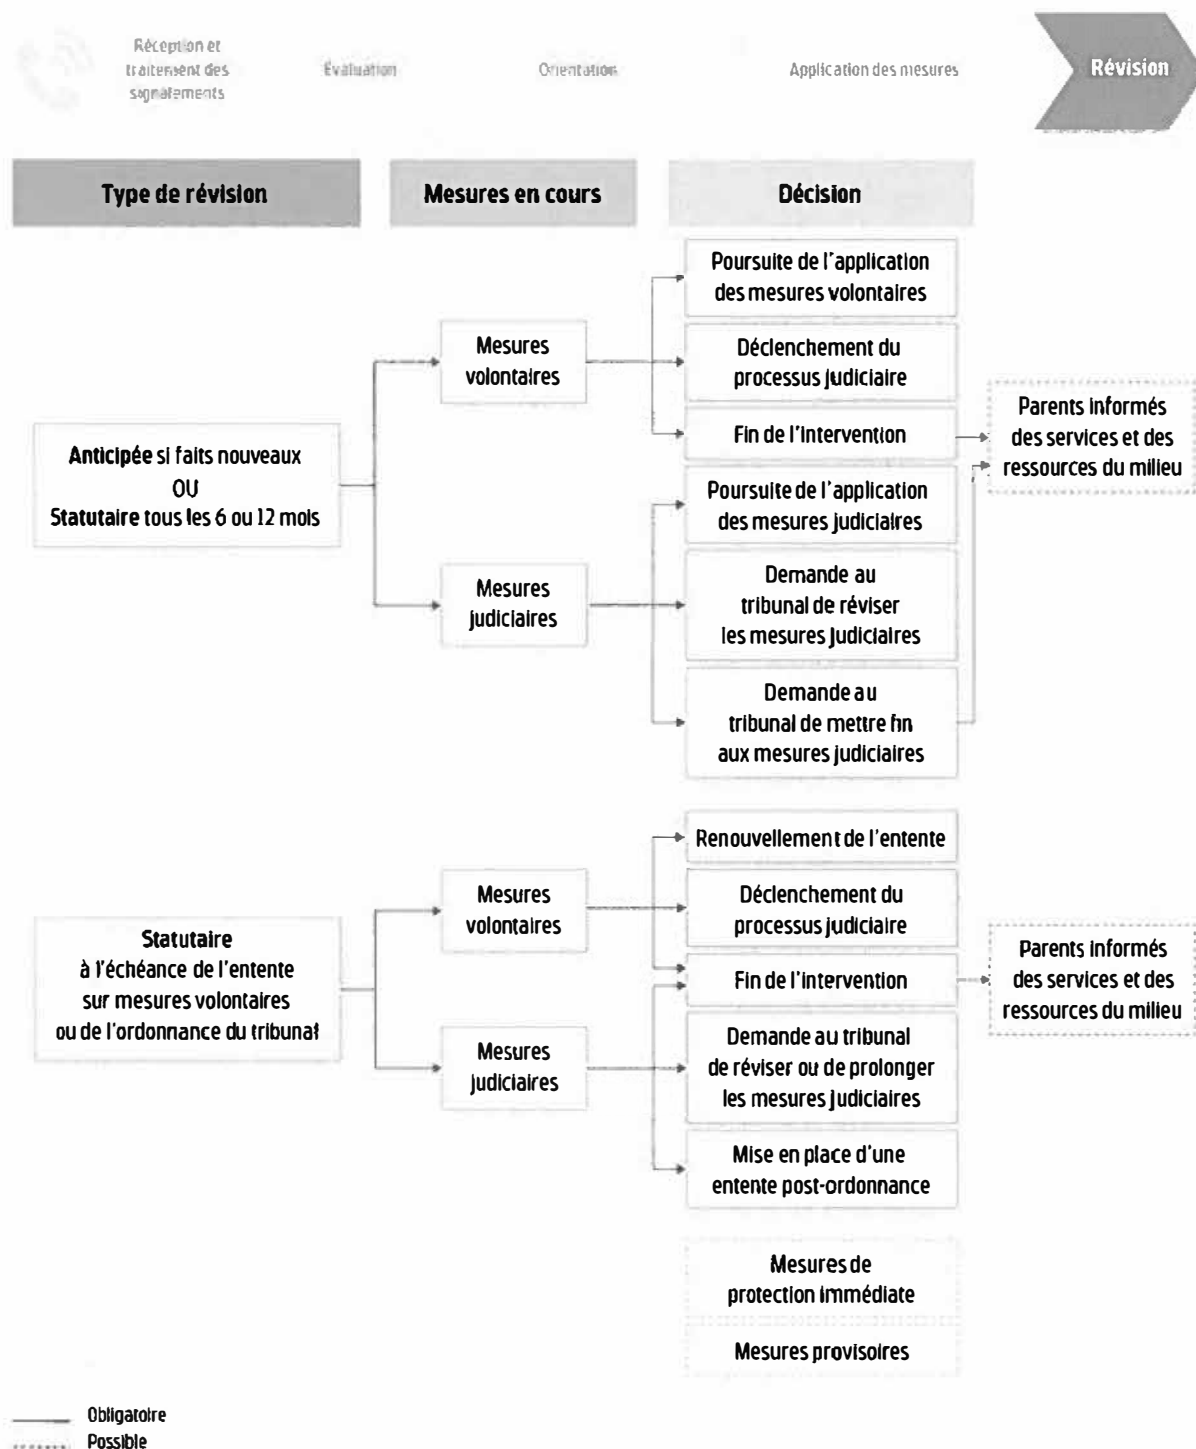 Réception et
traitement des
signalements
Évaluation
Orientation
Application des mesures
Révision
Type de révision
Mesures en cours
Décision
Anticipée si faits nouveaux
OU
Statutaire tous les 6 ou 12 mois
Mesures
volontaires
Poursuite de l'application
des mesures volontaires
Déclenchement du
processus judiciaire
Fin de l'intervention
Mesures
judiciaires
Poursuite de l'application
des mesures judiciaires
Demande au
tribunal de réviser
les mesures judiciaires
Demande au
tribunal de mettre fin
aux mesures judiciaires
Parents informés
des services et des
ressources du milieu
Statutaire
à l'échéance de l'entente
sur mesures volontaires
ou de l'ordonnance du tribunal
Mesures
volontaires
Renouvellement de l'entente
Déclenchement du
processus judiciaire
Fin de l'intervention
Mesures
judiciaires
Demande au tribunal
de réviser ou de prolonger
les mesures judiciaires
Mise en place d'une
entente post-ordonnance
Parents informés
des services et des
ressources du milieu
Mesures de
protection immédiate
Mesures provisoires
Obligatoire
Possible